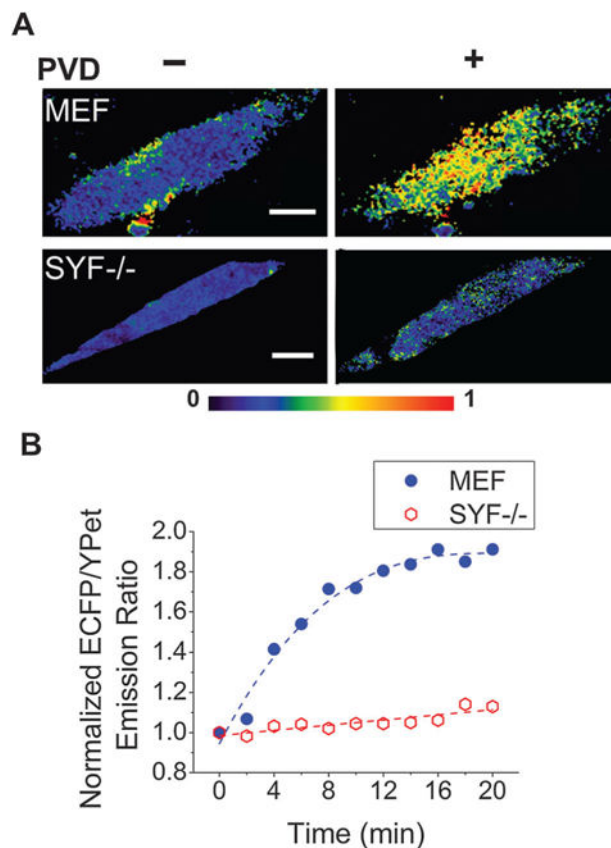 A
PVD − +
MEF
SYF-/-
0 1
B
MEF
SYF-/-
Normalized ECFP/YPet
Emission Ratio
2.0
1.8
1.6
1.4
1.2
1.0
0.8
0 4 8 12 16 20
Time (min)